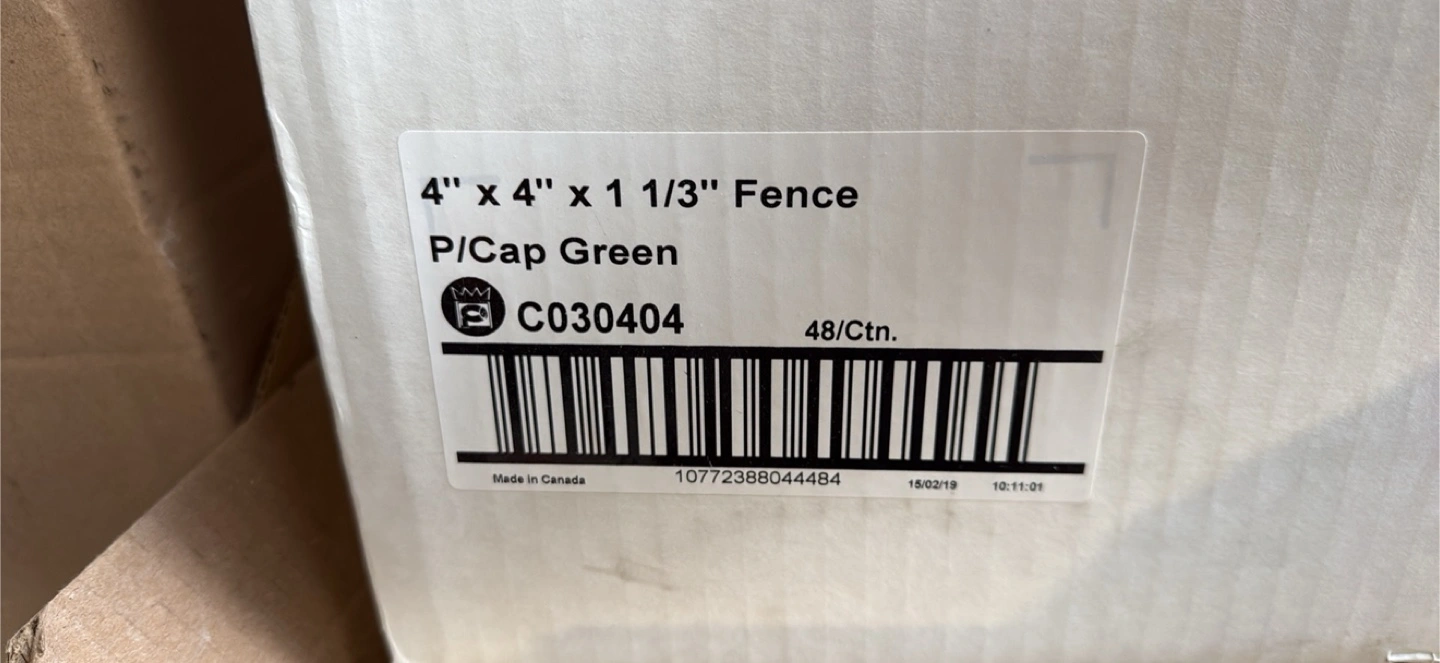 4" x 4" x 1 1/3" Fence
P/Cap Green
C030404 48/Ctn.
Made in Canada 10772388044484 15/02/19 10:11:01